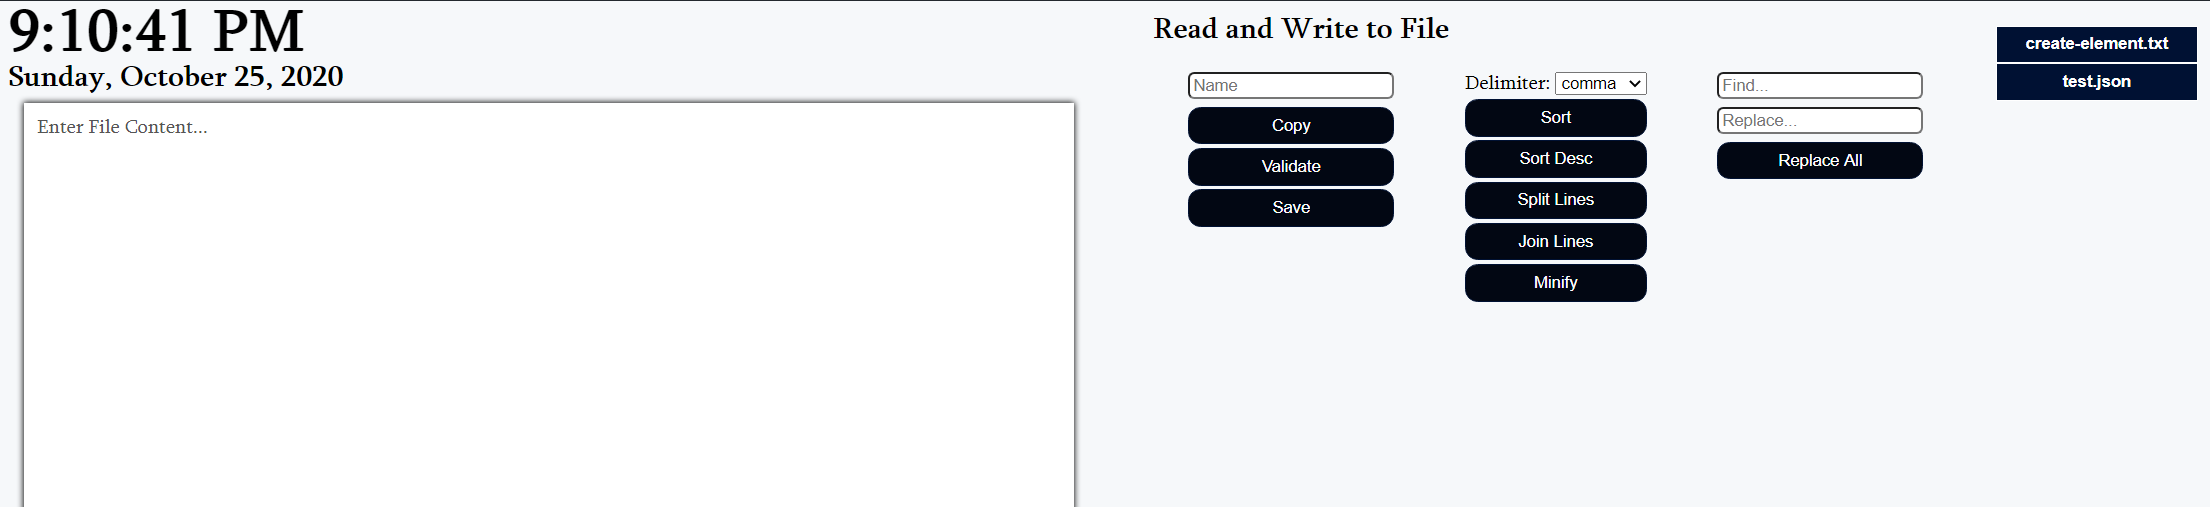 9:10:41 PM
Sunday, October 25, 2020
Enter File Content...
Read and Write to File
Name
Copy
Validate
Save
Delimiter: comma
Sort
Sort Desc
Split Lines
Join Lines
Minify
Find...
Replace...
Replace All
create-element.txt
test.json